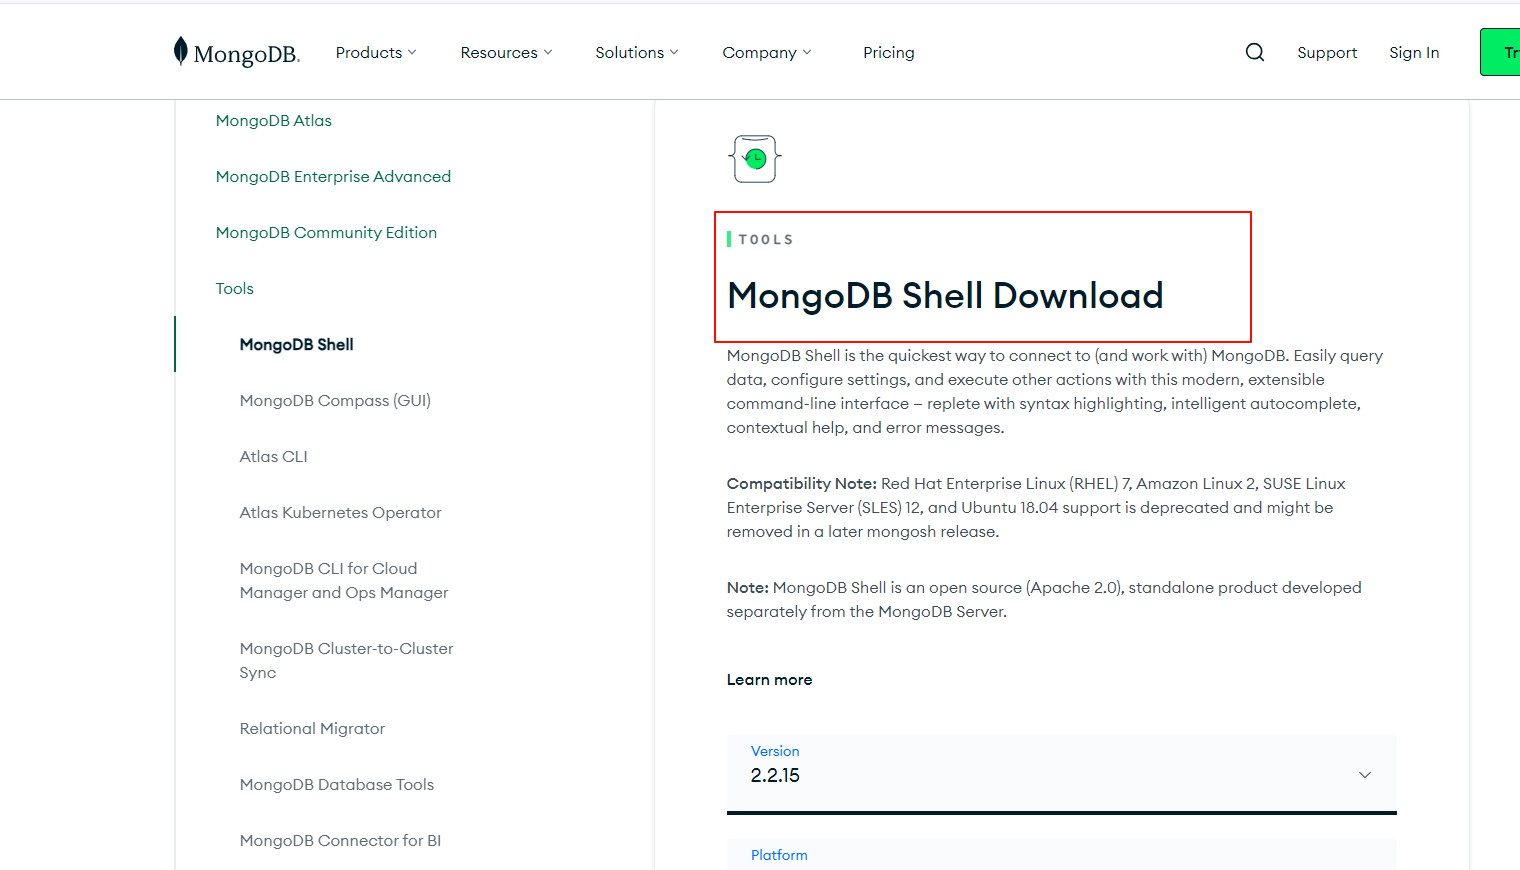 MongoDB.
Products
Resources
Solutions
Company
Pricing
Support
Sign In
MongoDB Atlas
MongoDB Enterprise Advanced
MongoDB Community Edition
Tools
MongoDB Shell
MongoDB Compass (GUI)
Atlas CLI
Atlas Kubernetes Operator
MongoDB CLI for Cloud
Manager and Ops Manager
MongoDB Cluster-to-Cluster
Sync
Relational Migrator
MongoDB Database Tools
MongoDB Connector for BI
TOOLS
MongoDB Shell Download
MongoDB Shell is the quickest way to connect to (and work with) MongoDB. Easily query
data, configure settings, and execute other actions with this modern, extensible
command-line interface — replete with syntax highlighting, intelligent autocomplete,
contextual help, and error messages.
Compatibility Note: Red Hat Enterprise Linux (RHEL) 7, Amazon Linux 2, SUSE Linux
Enterprise Server (SLES) 12, and Ubuntu 18.04 support is deprecated and might be
removed in a later mongosh release.
Note: MongoDB Shell is an open source (Apache 2.0), standalone product developed
separately from the MongoDB Server.
Learn more
Version
2.2.15
Platform